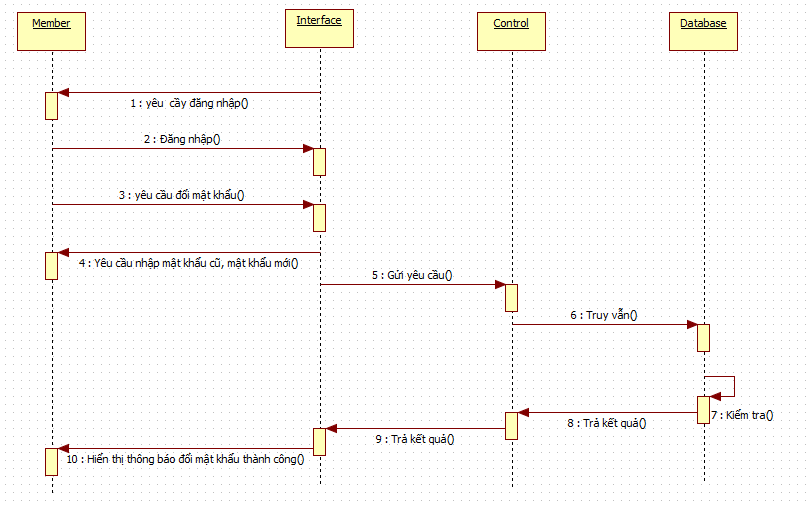 Member
Interface
Control
Database
1 : yêu cầy đăng nhập()
2 : Đăng nhập()
3 : yêu cầu đổi mật khẩu()
4 : Yêu cầu nhập mật khẩu cũ, mật khẩu mới()
5 : Gửi yêu cầu()
6 : Truy vẫn()
7 : Kiểm tra()
8 : Trả kết quả()
9 : Trả kết quả()
10 : Hiển thị thông báo đổi mật khẩu thành công()